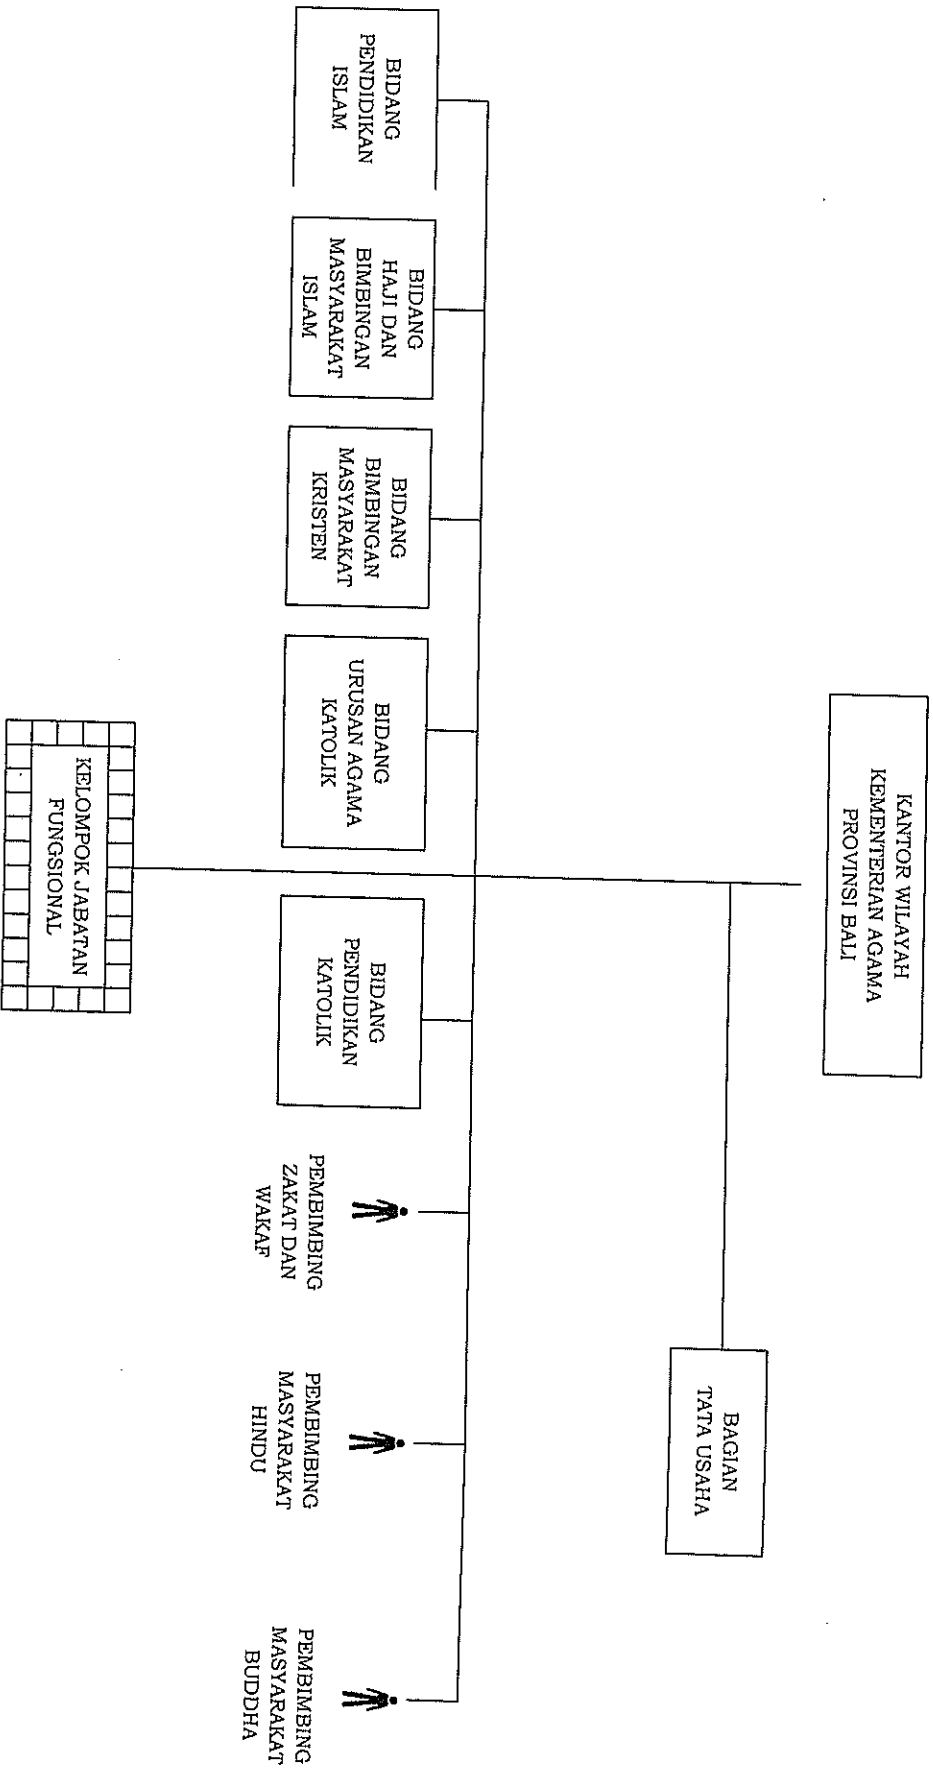 KANTOR WILAYAH
KEMENTERIAN AGAMA
PROVINSI BALI
BAGIAN
TATA USAHA
BIDANG
PENDIDIKAN
ISLAM
BIDANG
HAJI DAN
BIMBINGAN
MASYARAKAT
ISLAM
BIDANG
BIMBINGAN
MASYARAKAT
KRISTEN
BIDANG
URUSAN AGAMA
KATOLIK
BIDANG
PENDIDIKAN
KATOLIK
PEMBIMBING
ZAKAT DAN
WAKAF
PEMBIMBING
MASYARAKAT
HINDU
PEMBIMBING
MASYARAKAT
BUDDHA
KELOMPOK JABATAN
FUNGSIONAL